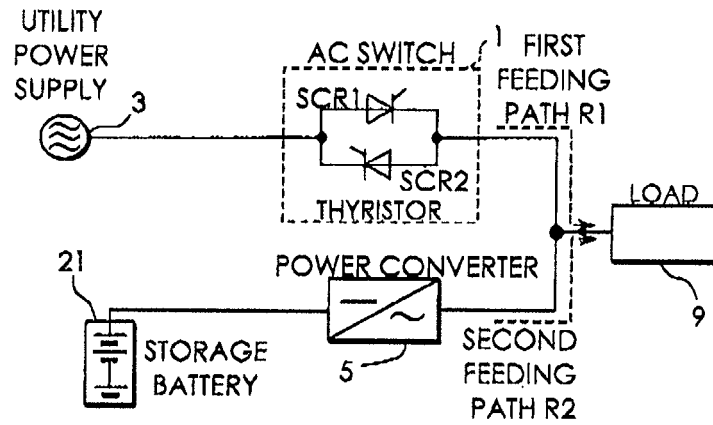 UTILITY
POWER
SUPPLY
3
AC SWITCH
1
SCR1
SCR2
THYRISTOR
FIRST
FEEDING
PATH R1
LOAD
9
21
STORAGE
BATTERY
POWER CONVERTER
5
SECOND
FEEDING
PATH R2